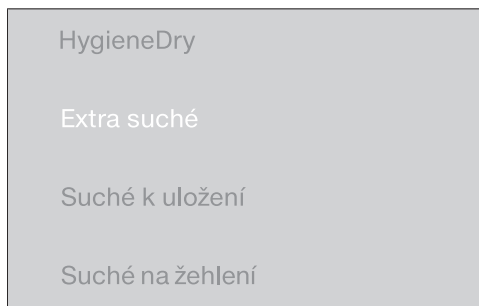 HygieneDry
Extra suché
Suché k uložení
Suché na žehlení